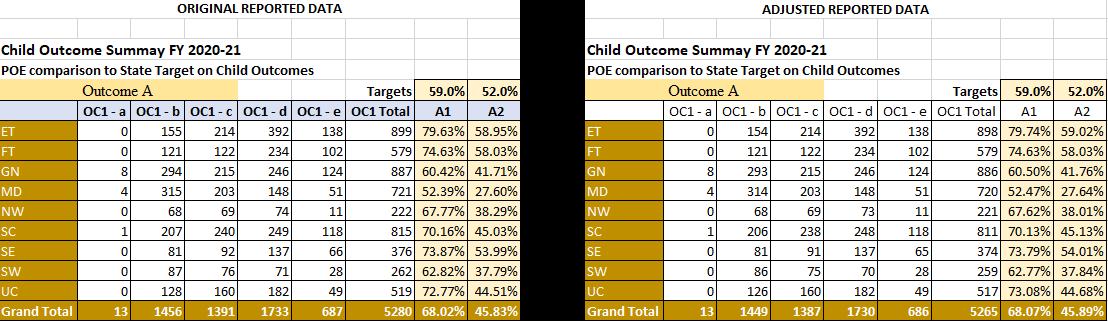 ORIGINAL REPORTED DATA
Child Outcome Summay FY 2020-21
POE comparison to State Target on Child Outcomes
Outcome A Targets 59.0% 52.0%
OC1 - a OC1 - b OC1 - c OC1 - d OC1 - e OC1 Total A1 A2
ET 0 155 214 392 138 899 79.63% 58.95%
FT 0 121 122 234 102 579 74.63% 58.03%
GN 8 294 215 246 124 887 60.42% 41.71%
MD 4 315 203 148 51 721 52.39% 27.60%
NW 0 68 69 74 11 222 67.77% 38.29%
SC 1 207 240 249 118 815 70.16% 45.03%
SE 0 81 92 137 66 376 73.87% 53.99%
SW 0 87 76 71 28 262 62.82% 37.79%
UC 0 128 160 182 49 519 72.77% 44.51%
Grand Total 13 1456 1391 1733 687 5280 68.02% 45.83%
ADJUSTED REPORTED DATA
Child Outcome Summay FY 2020-21
POE comparison to State Target on Child Outcomes
Outcome A Targets 59.0% 52.0%
OC1 - a OC1 - b OC1 - c OC1 - d OC1 - e OC1 Total A1 A2
ET 0 154 214 392 138 898 79.74% 59.02%
FT 0 121 122 234 102 579 74.63% 58.03%
GN 8 293 215 246 124 886 60.50% 41.76%
MD 4 314 203 148 51 720 52.47% 27.64%
NW 0 68 69 73 11 221 67.62% 38.01%
SC 1 206 238 248 118 811 70.13% 45.13%
SE 0 81 91 137 65 374 73.79% 54.01%
SW 0 86 75 70 28 259 62.77% 37.84%
UC 0 126 160 182 49 517 73.08% 44.68%
Grand Total 13 1449 1387 1730 686 5265 68.07% 45.89%